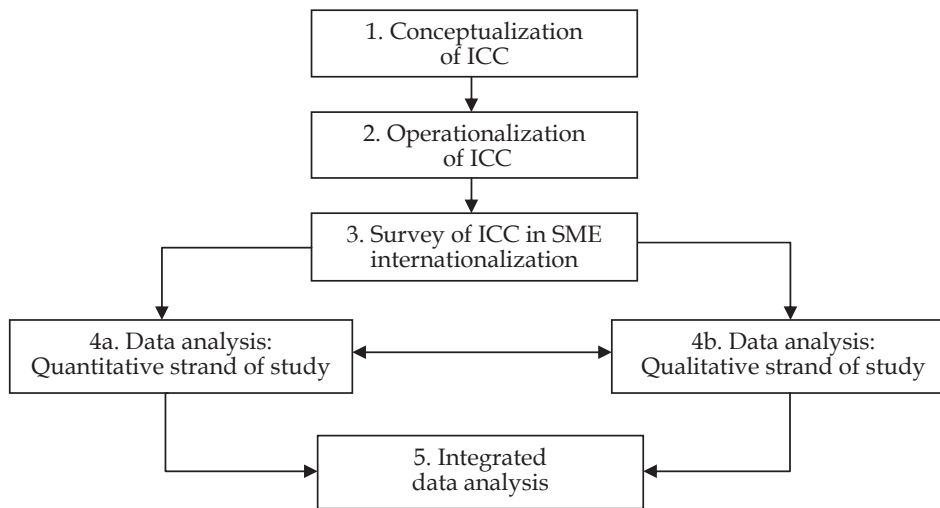 1. Conceptualization
of ICC
2. Operationalization
of ICC
3. Survey of ICC in SME
internationalization
4a. Data analysis:
Quantitative strand of study
4b. Data analysis:
Qualitative strand of study
5. Integrated
data analysis